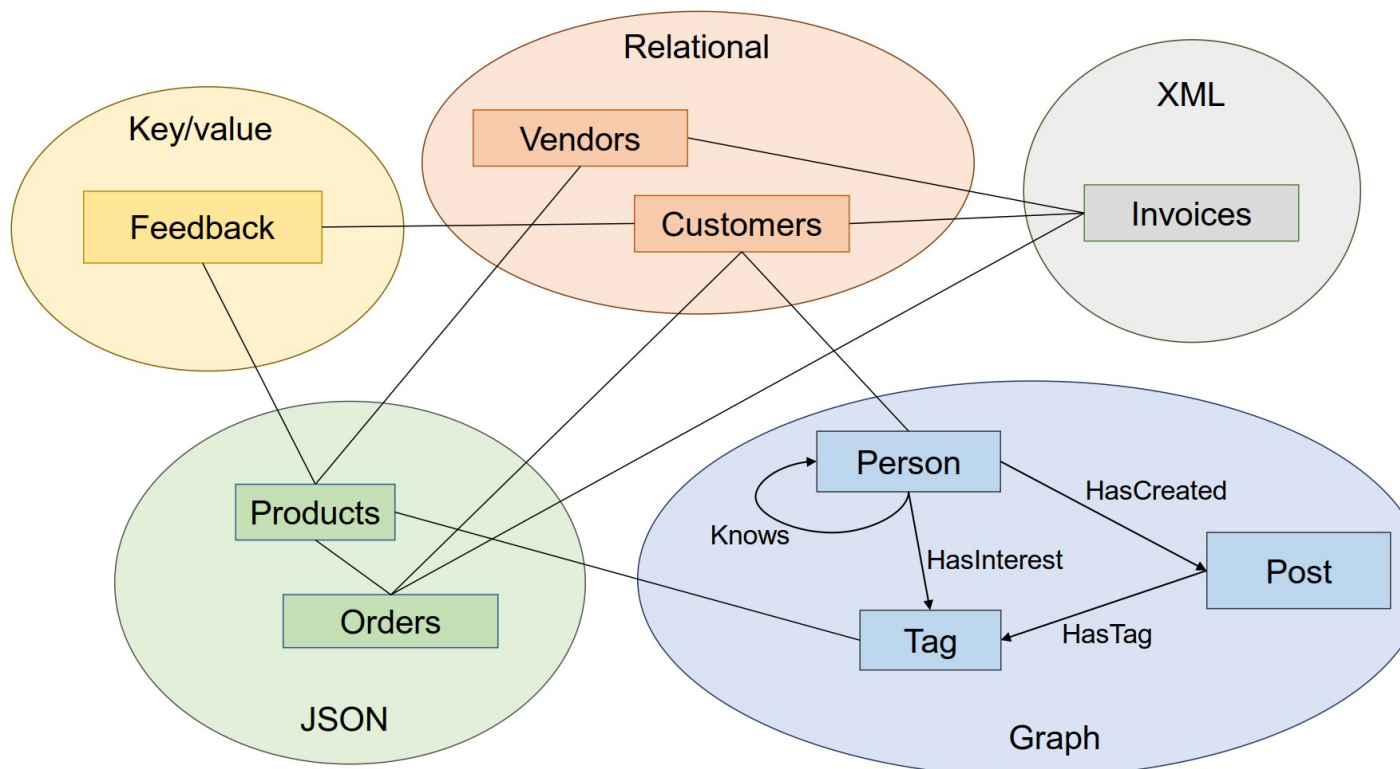 Relational
XML
Key/value
Vendors
Feedback
Customers
Invoices
Person
HasCreated
Products
Knows
HasInterest
Post
Orders
Tag
HasTag
JSON
Graph